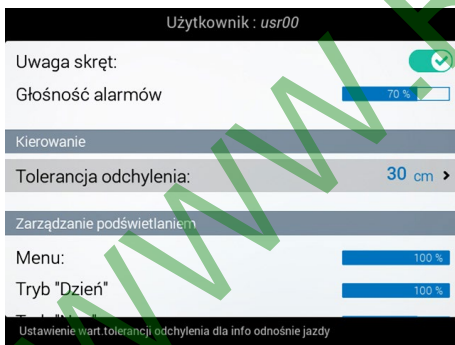 Użytkownik : usr00
Uwaga skręt:
Głośność alarmów 70 %
Kierowanie
Tolerancja odchylenia: 30 cm
Zarządzanie podświetlaniem
Menu: 100 %
Tryb "Dzień" 100 %
Ustawienie wart.tolerancji odchylenia dla info odnośnie jazdy
WWW.